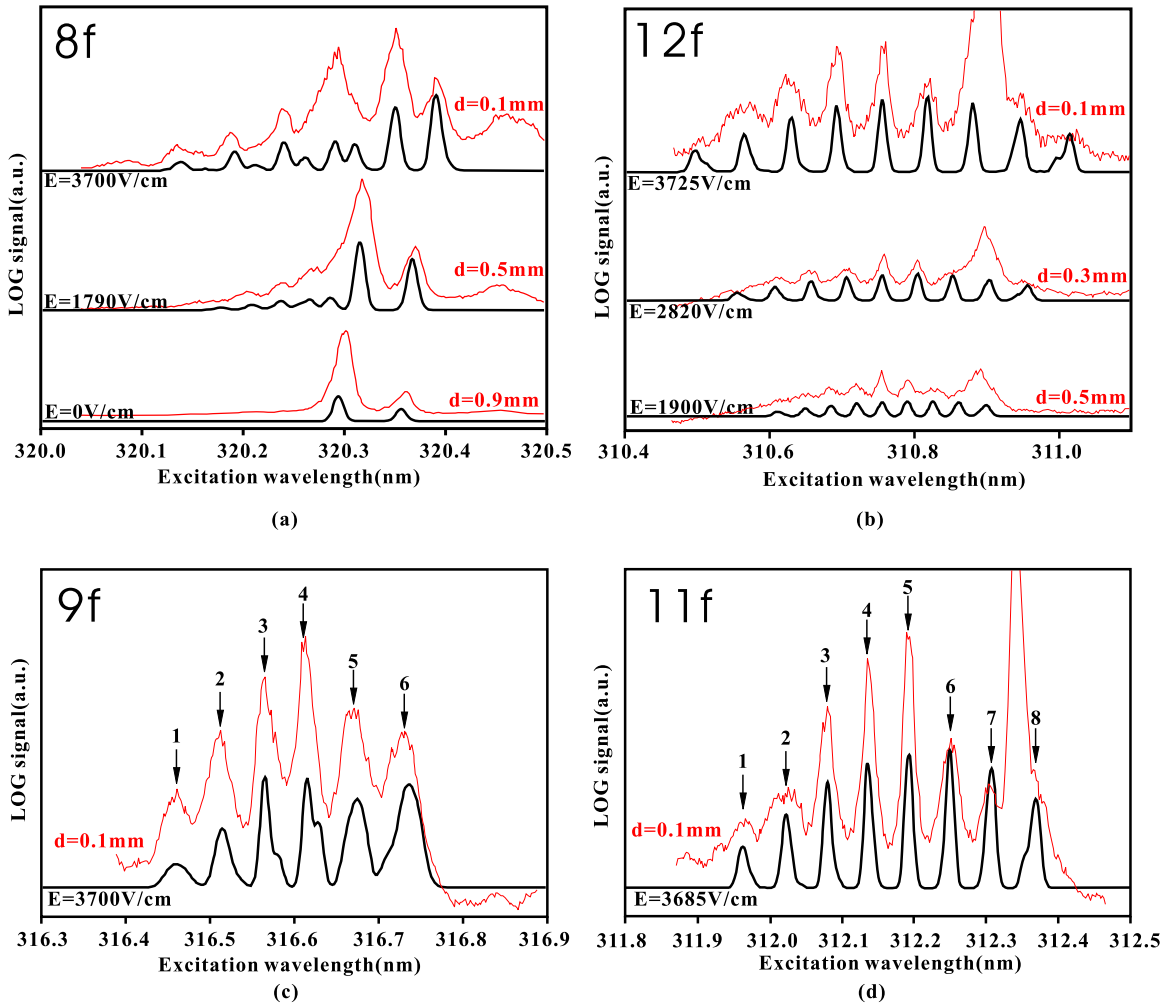 8f
LOG signal(a.u.)
d=0.1mm
E=3700V/cm
d=0.5mm
E=1790V/cm
d=0.9mm
E=0V/cm
320.0 320.1 320.2 320.3 320.4 320.5
Excitation wavelength(nm)
(a)
12f
LOG signal(a.u.)
d=0.1mm
E=3725V/cm
d=0.3mm
E=2820V/cm
d=0.5mm
E=1900V/cm
310.4 310.6 310.8 311.0
Excitation wavelength(nm)
(b)
9f
LOG signal(a.u.)
1 2 3 4 5 6
d=0.1mm
E=3700V/cm
316.3 316.4 316.5 316.6 316.7 316.8 316.9
Excitation wavelength(nm)
(c)
11f
LOG signal(a.u.)
1 2 3 4 5 6 7 8
d=0.1mm
E=3685V/cm
311.8 311.9 312.0 312.1 312.2 312.3 312.4 312.5
Excitation wavelength(nm)
(d)